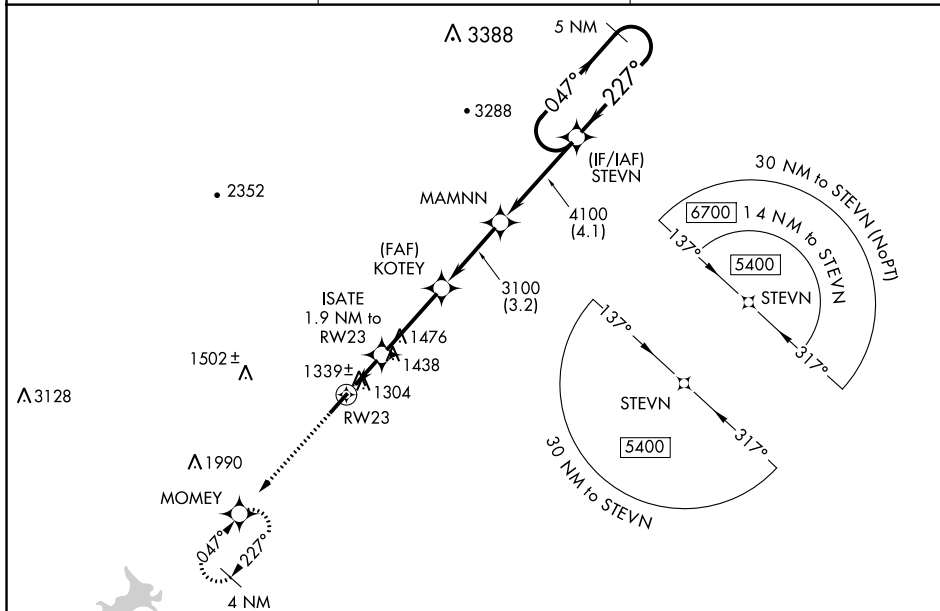 5 NM
3388
047°
227°
3288
(IF/IAF)
STEVN
2352
MAMNN
4100
(4.1)
30 NM to STEVN (NoPT)
6700
14 NM to STEVN
137°
5400
STEVN
317°
(FAF)
KOTEY
3100
(3.2)
ISATE
1.9 NM to
RW23
1476
1438
1502±
1339±
1304
3128
RW23
137°
STEVN
317°
5400
30 NM to STEVN
1990
MOMEY
047°
227°
4 NM